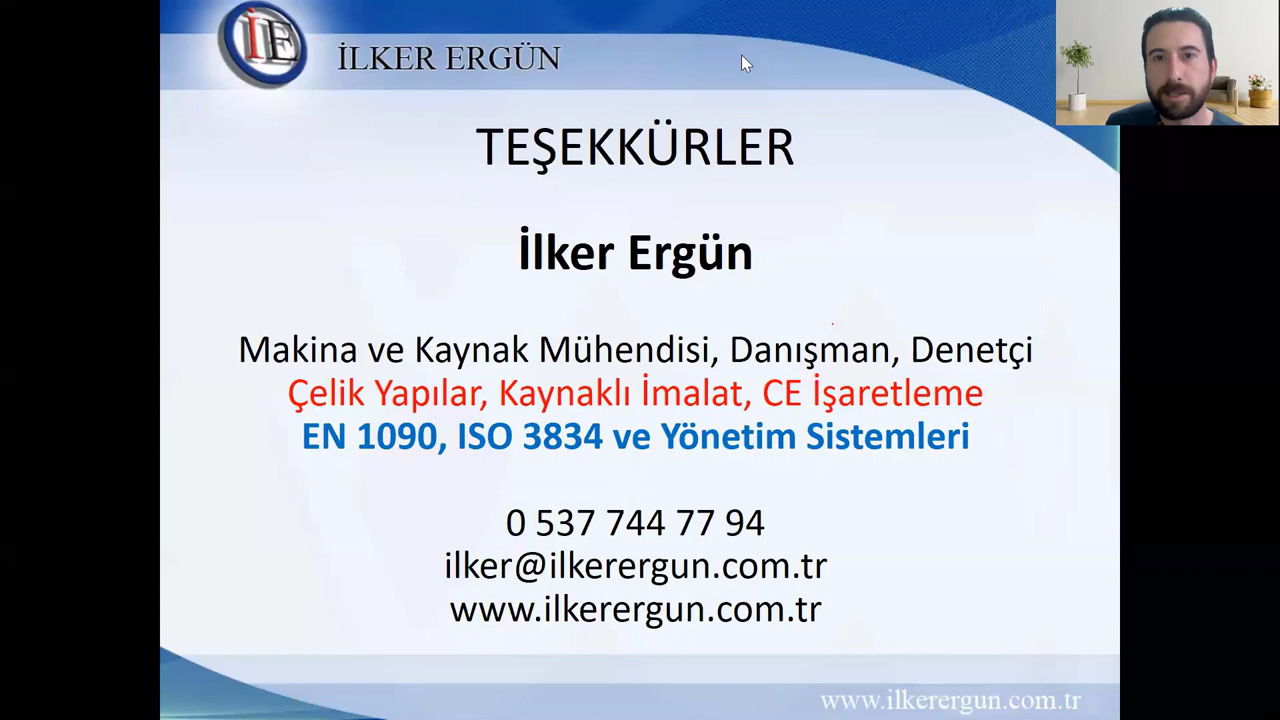 İE
İLKER ERGÜN
TEŞEKKÜRLER
İlker Ergün
Makina ve Kaynak Mühendisi, Danışman, Denetçi
Çelik Yapılar, Kaynaklı İmalat, CE İşaretleme
EN 1090, ISO 3834 ve Yönetim Sistemleri
0 537 744 77 94
ilker@ilkerergun.com.tr
www.ilkerergun.com.tr
www.ilkerergun.com.tr